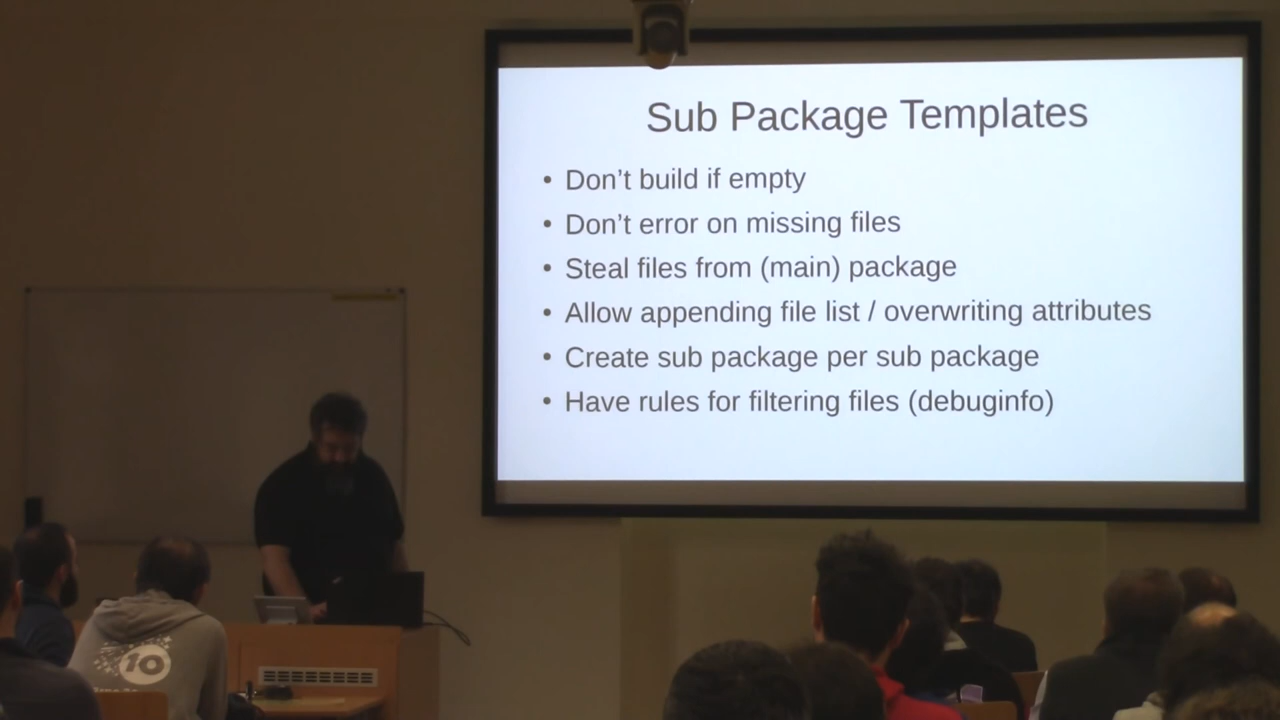 Sub Package Templates
• Don’t build if empty
• Don’t error on missing files
• Steal files from (main) package
• Allow appending file list / overwriting attributes
• Create sub package per sub package
• Have rules for filtering files (debuginfo)
10